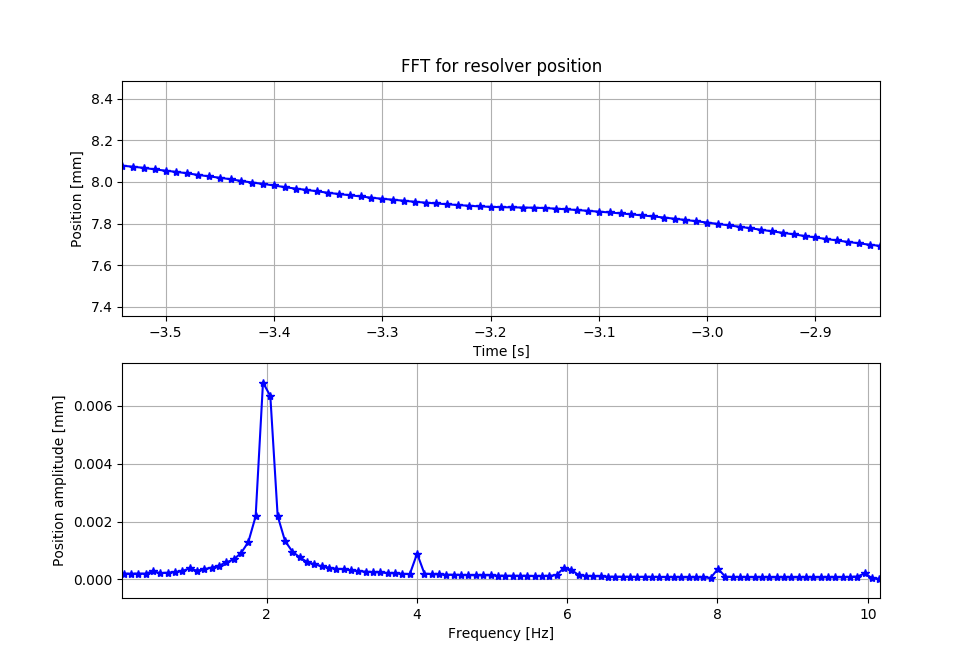 FFT for resolver position
8.4
8.2
8.0
7.8
7.6
7.4
Position [mm]
−3.5 −3.4 −3.3 −3.2 −3.1 −3.0 −2.9
Time [s]
0.006
0.004
0.002
0.000
Position amplitude [mm]
2 4 6 8 10
Frequency [Hz]